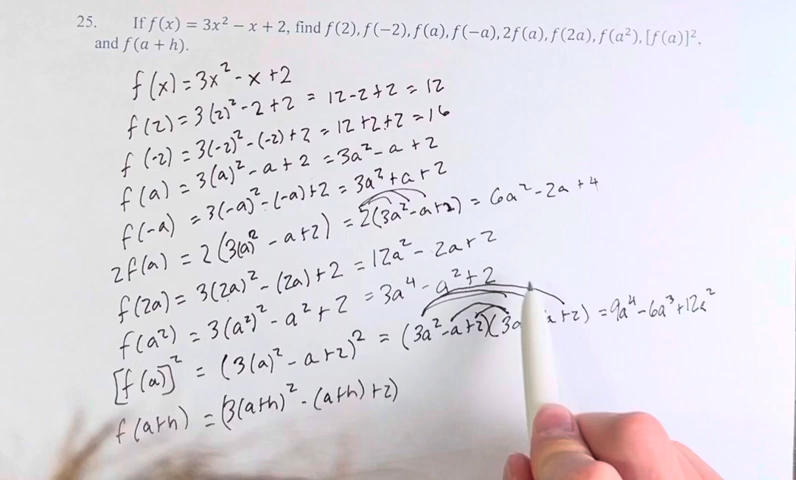 25. If f(x) = 3x² − x + 2, find f(2), f(−2), f(a), f(−a), 2f(a), f(2a), f(a²), [f(a)]²,
and f(a + h).
f(x) = 3x² - x + 2
f(2) = 3(2)² - 2 + 2 = 12 - 2 + 2 = 12
f(-2) = 3(-2)² - (-2) + 2 = 12 + 2 + 2 = 16
f(a) = 3(a)² - a + 2 = 3a² - a + 2
f(-a) = 3(-a)² - (-a) + 2 = 3a² + a + 2
2f(a) = 2(3(a)² - a + 2) = 2(3a² - a + 2) = 6a² - 2a + 4
f(2a) = 3(2a)² - (2a) + 2 = 12a² - 2a + 2
f(a²) = 3(a²)² - a² + 2 = 3a⁴ - a² + 2
[f(a)]² = (3(a)² - a + 2)² = (3a² - a + 2)(3a + 2) = 9a⁴ - 6a³ + 12a²
f(a+h) = (3(a+h)² - (a+h) + 2)